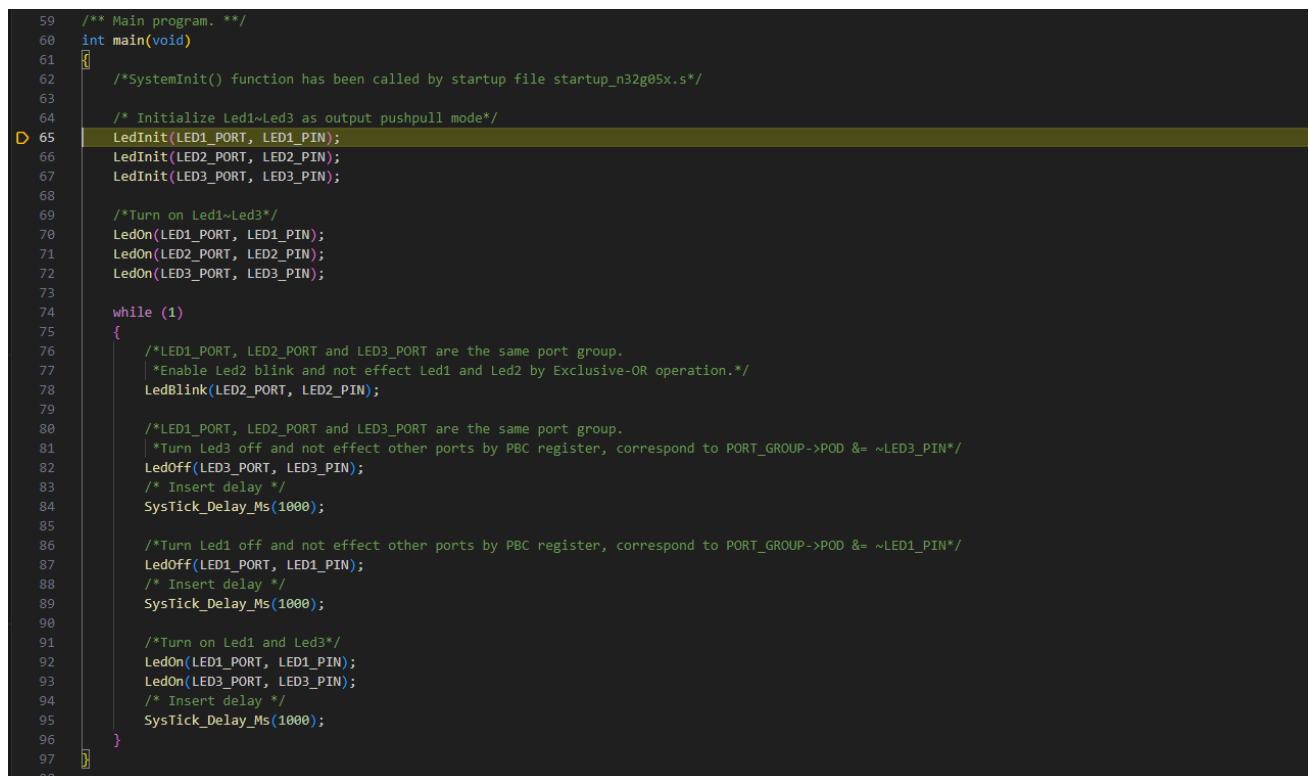 59 /** Main program. **/
60 int main(void)
61 {
62 /*SystemInit() function has been called by startup file startup_n32g05x.s*/
63
64 /* Initialize Led1~Led3 as output pushpull mode*/
65 LedInit(LED1_PORT, LED1_PIN);
66 LedInit(LED2_PORT, LED2_PIN);
67 LedInit(LED3_PORT, LED3_PIN);
68
69 /*Turn on Led1~Led3*/
70 LedOn(LED1_PORT, LED1_PIN);
71 LedOn(LED2_PORT, LED2_PIN);
72 LedOn(LED3_PORT, LED3_PIN);
73
74 while (1)
75 {
76 /*LED1_PORT, LED2_PORT and LED3_PORT are the same port group.
77 *Enable Led2 blink and not effect Led1 and Led2 by Exclusive-OR operation.*/
78 LedBlink(LED2_PORT, LED2_PIN);
79
80 /*LED1_PORT, LED2_PORT and LED3_PORT are the same port group.
81 *Turn Led3 off and not effect other ports by PBC register, correspond to PORT_GROUP->POD &= ~LED3_PIN*/
82 LedOff(LED3_PORT, LED3_PIN);
83 /* Insert delay */
84 SysTick_Delay_Ms(1000);
85
86 /*Turn Led1 off and not effect other ports by PBC register, correspond to PORT_GROUP->POD &= ~LED1_PIN*/
87 LedOff(LED1_PORT, LED1_PIN);
88 /* Insert delay */
89 SysTick_Delay_Ms(1000);
90
91 /*Turn on Led1 and Led3*/
92 LedOn(LED1_PORT, LED1_PIN);
93 LedOn(LED3_PORT, LED3_PIN);
94 /* Insert delay */
95 SysTick_Delay_Ms(1000);
96 }
97 }